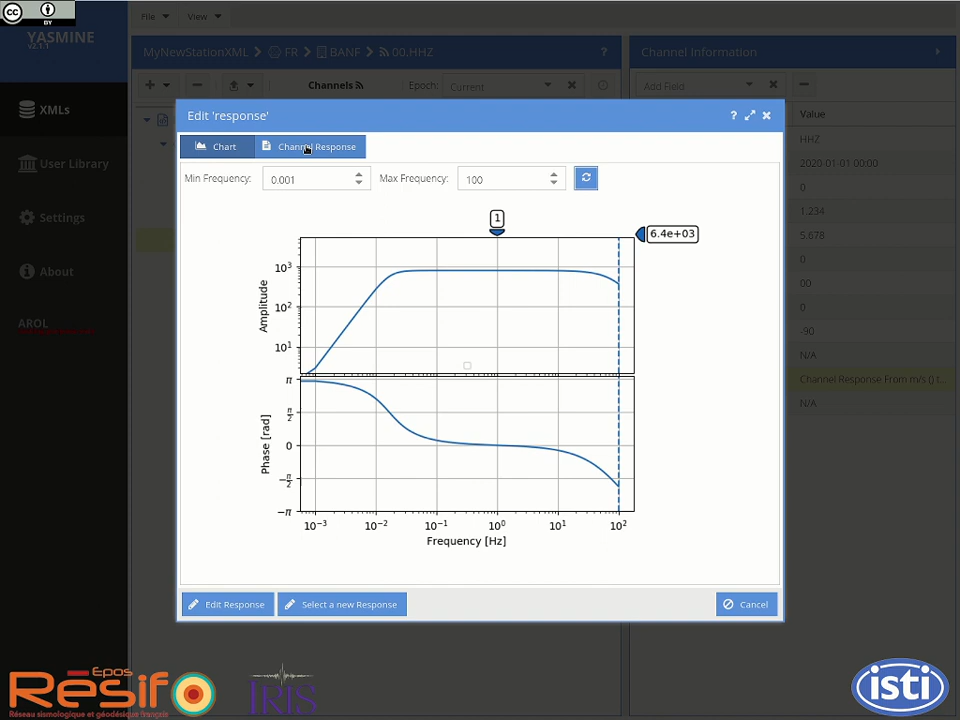 cc
BY
File View
YASMINE
v2.1.1
MyNewStationXML > FR > BANF > 00.HHZ ?
Channel Information
Channels
Epoch: Current
Add Field
XMLs
User Library
Settings
About
AROL
Edit 'response' ?
Chart
Channel Response
Min Frequency: 0.001 Max Frequency: 100
1
6.4e+03
10³
10²
10¹
Amplitude
π
π/2
0
−π/2
−π
Phase [rad]
10⁻³ 10⁻² 10⁻¹ 10⁰ 10¹ 10²
Frequency [Hz]
Edit Response
Select a new Response
Cancel
Value
HHZ
2020-01-01 00:00
0
1.234
5.678
0
00
0
-90
N/A
Channel Response From m/s () t...
N/A
Epos
Résif
Réseau sismologique et géodésique français
IRIS
isti